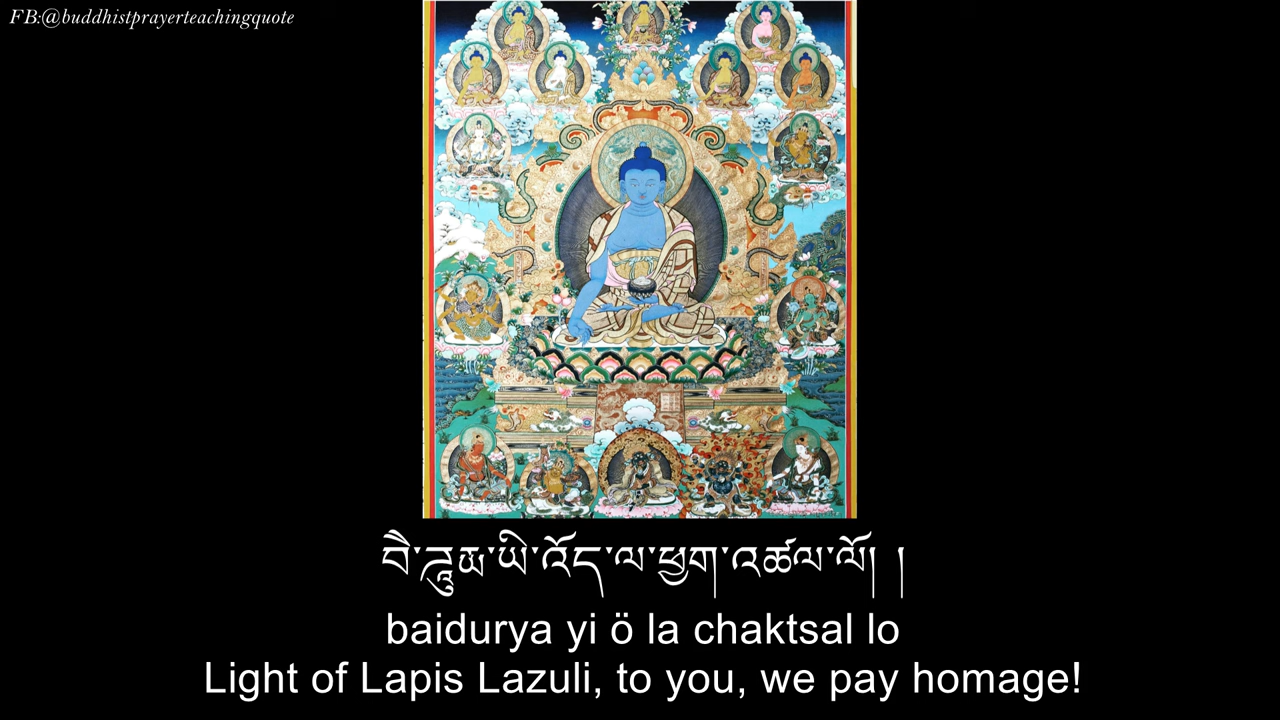 FB:@buddhistprayerteachingquote
བཻ་ཌཱུརྱ་ཡི་འོད་ལ་ཕྱག་འཚལ་ལོ། །
baidurya yi ö la chaktsal lo
Light of Lapis Lazuli, to you, we pay homage!